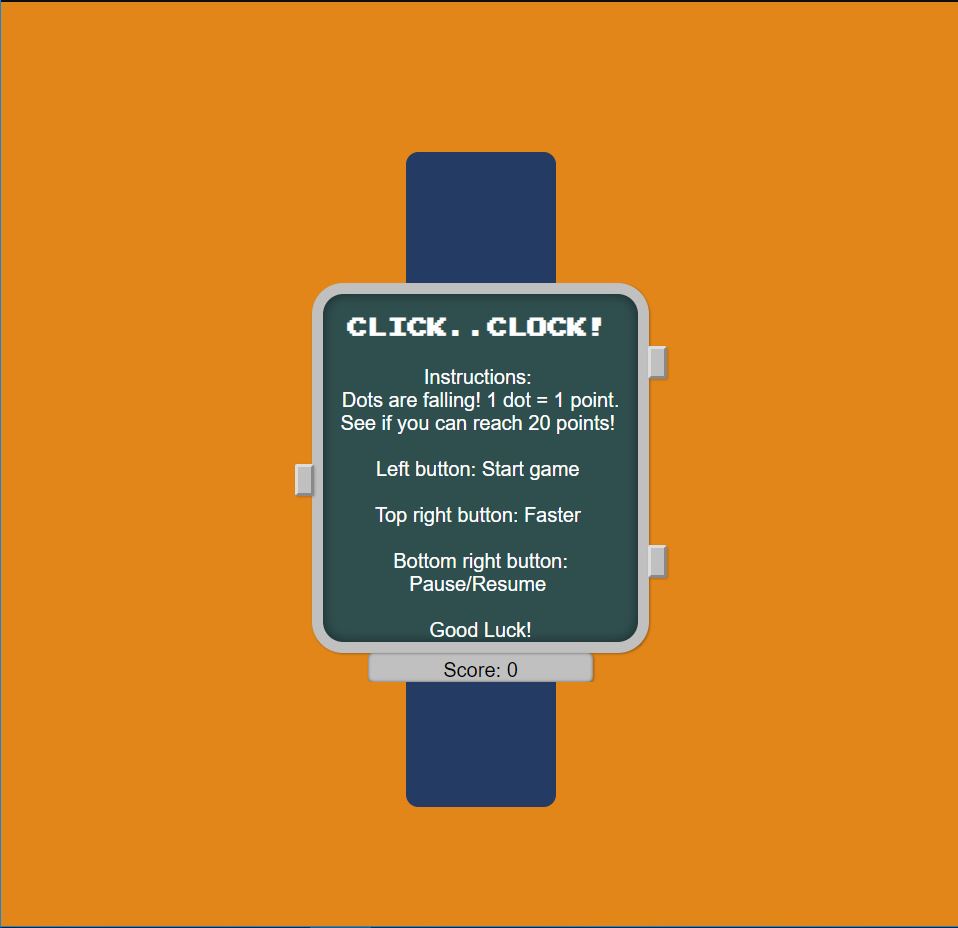 CLICK..CLOCK!
Instructions:
Dots are falling! 1 dot = 1 point.
See if you can reach 20 points!
Left button: Start game
Top right button: Faster
Bottom right button:
Pause/Resume
Good Luck!
Score: 0